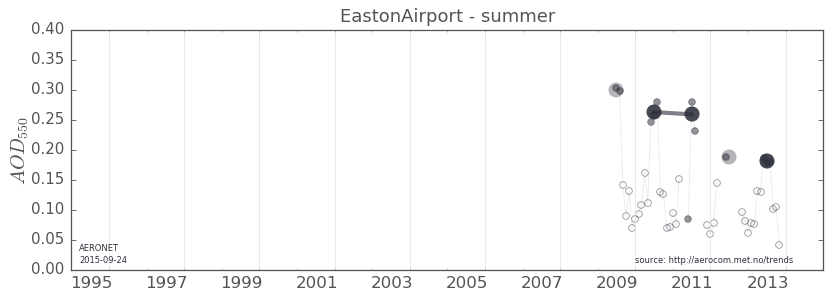 EastonAirport - summer
0.40
0.35
0.30
0.25
0.20
0.15
0.10
0.05
0.00
AOD550
AERONET
2015-09-24
source: http://aerocom.met.no/trends
1995 1997 1999 2001 2003 2005 2007 2009 2011 2013